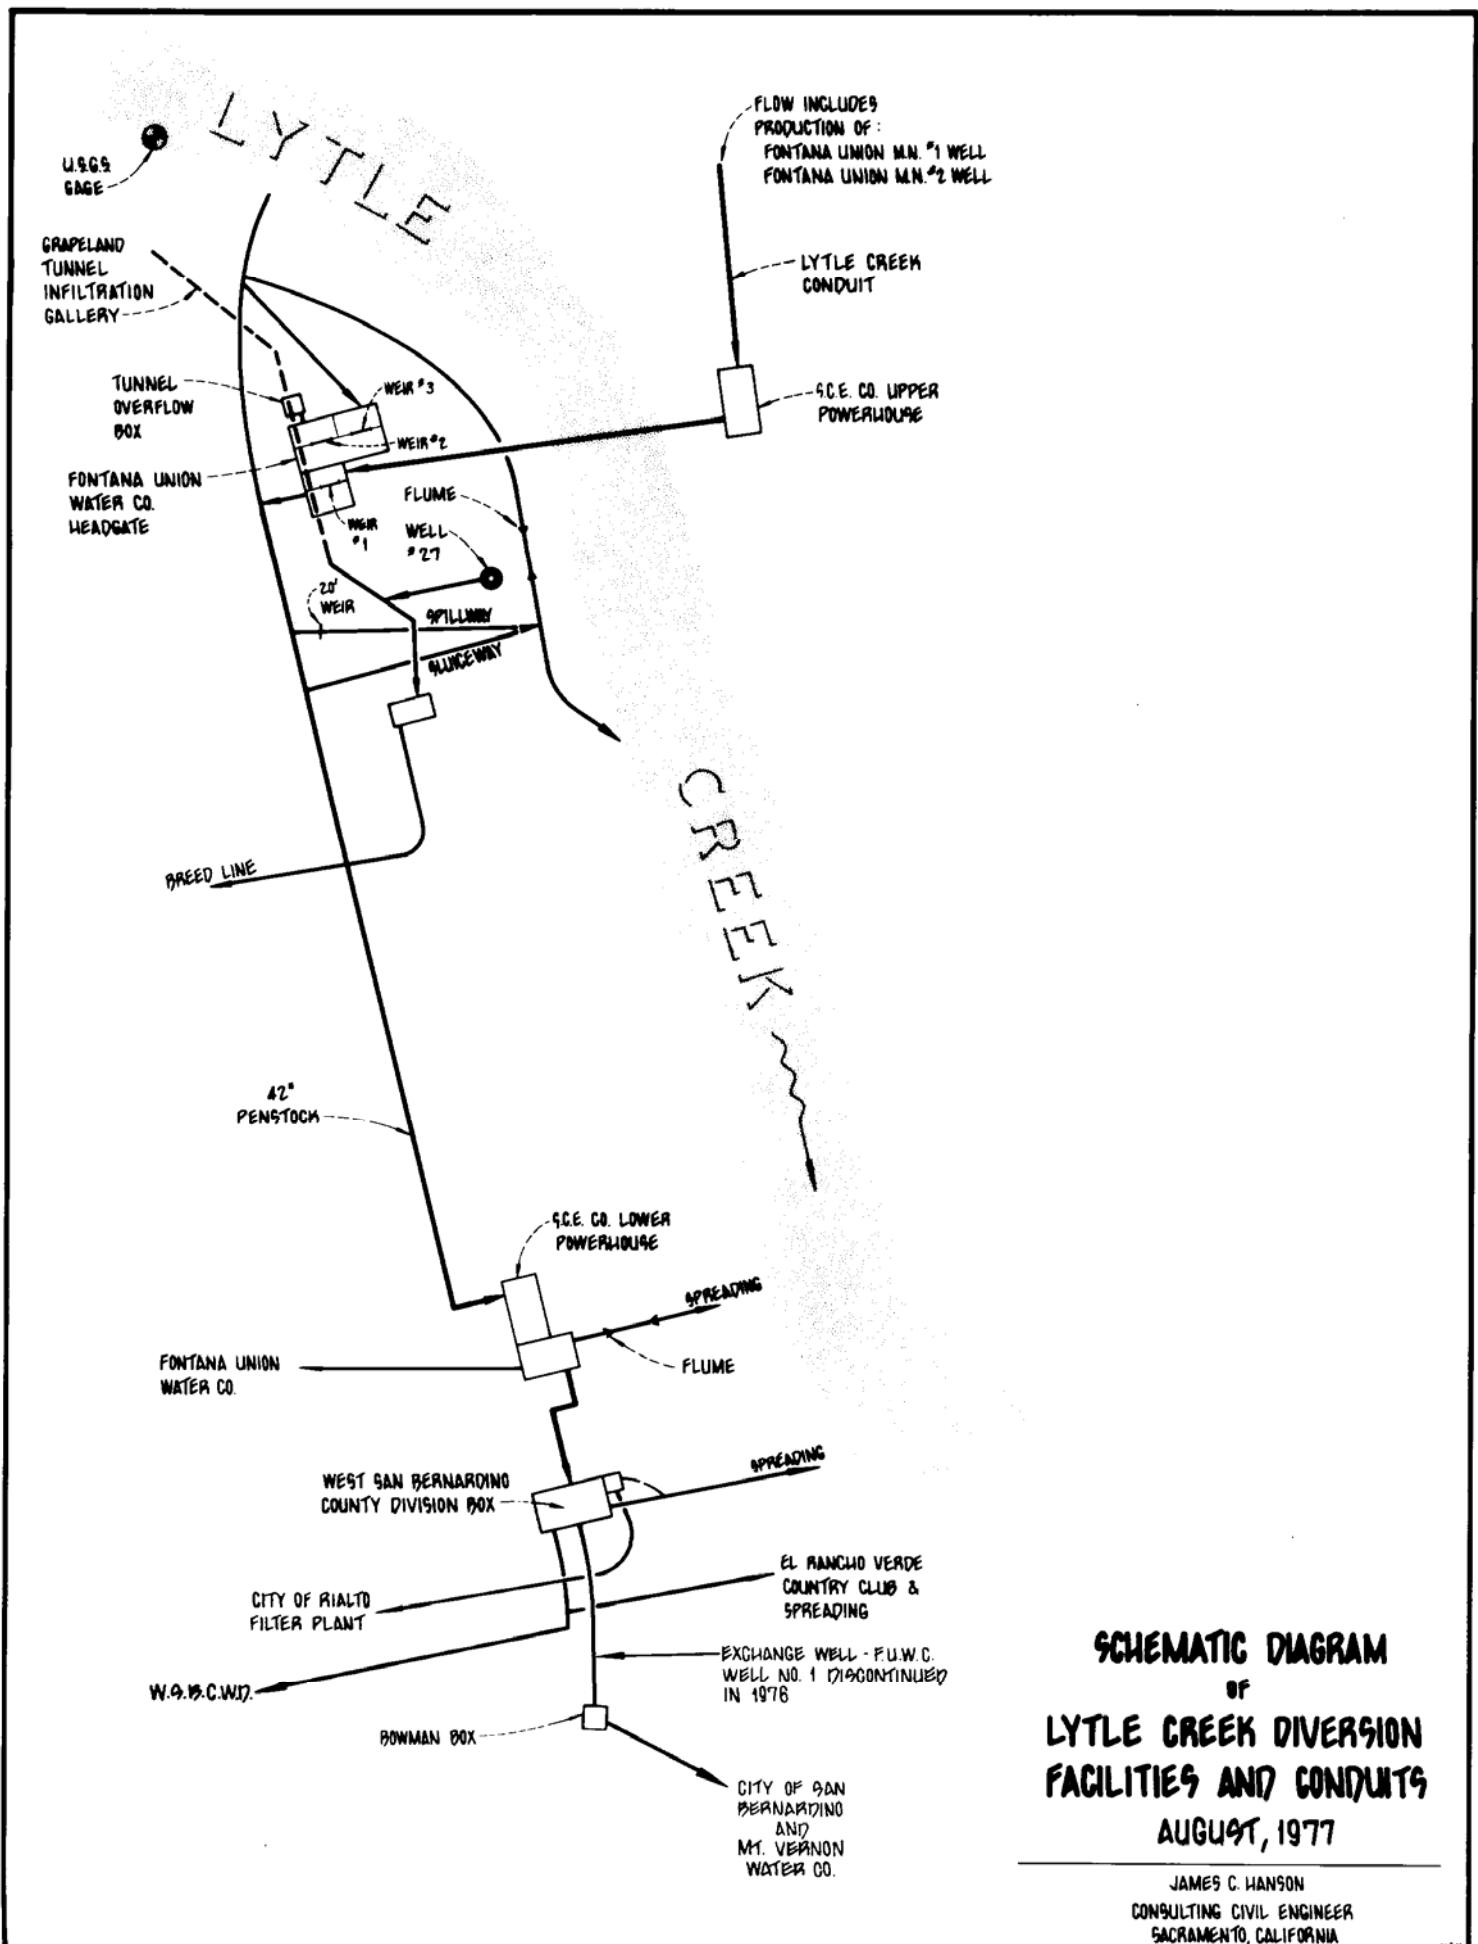 LYTLE
U.S.G.S
GAGE
FLOW INCLUDES
PRODUCTION OF :
FONTANA UNION M.N. #1 WELL
FONTANA UNION M.N. #2 WELL
GRAPELAND
TUNNEL
INFILTRATION
GALLERY
LYTLE CREEK
CONDUIT
TUNNEL
OVERFLOW
BOX
WEIR #3
S.C.E. CO. UPPER
POWERHOUSE
WEIR #2
FONTANA UNION
WATER CO.
HEADGATE
FLUME
WEIR
#1
WELL
#27
20'
WEIR
SPILLWAY
SLUICEWAY
CREEK
BREED LINE
42"
PENSTOCK
S.C.E. CO. LOWER
POWERHOUSE
SPREADING
FONTANA UNION
WATER CO.
FLUME
SPREADING
WEST SAN BERNARDINO
COUNTY DIVISION BOX
EL RANCHO VERDE
COUNTRY CLUB &
SPREADING
CITY OF RIALTO
FILTER PLANT
EXCHANGE WELL - F.U.W.C.
WELL NO. 1 DISCONTINUED
IN 1976
W.S.B.C.W.D.
BOWMAN BOX
CITY OF SAN
BERNARDINO
AND
MT. VERNON
WATER CO.
SCHEMATIC DIAGRAM
OF
LYTLE CREEK DIVERSION
FACILITIES AND CONDUITS
AUGUST, 1977
JAMES C. HANSON
CONSULTING CIVIL ENGINEER
SACRAMENTO, CALIFORNIA